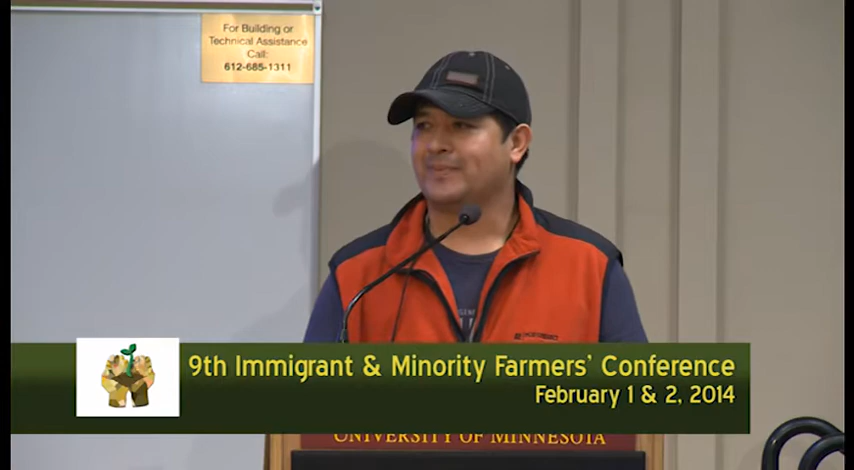 For Building or
Technical Assistance
Call:
612-685-1311
9th Immigrant & Minority Farmers' Conference
February 1 & 2, 2014
UNIVERSITY OF MINNESOTA